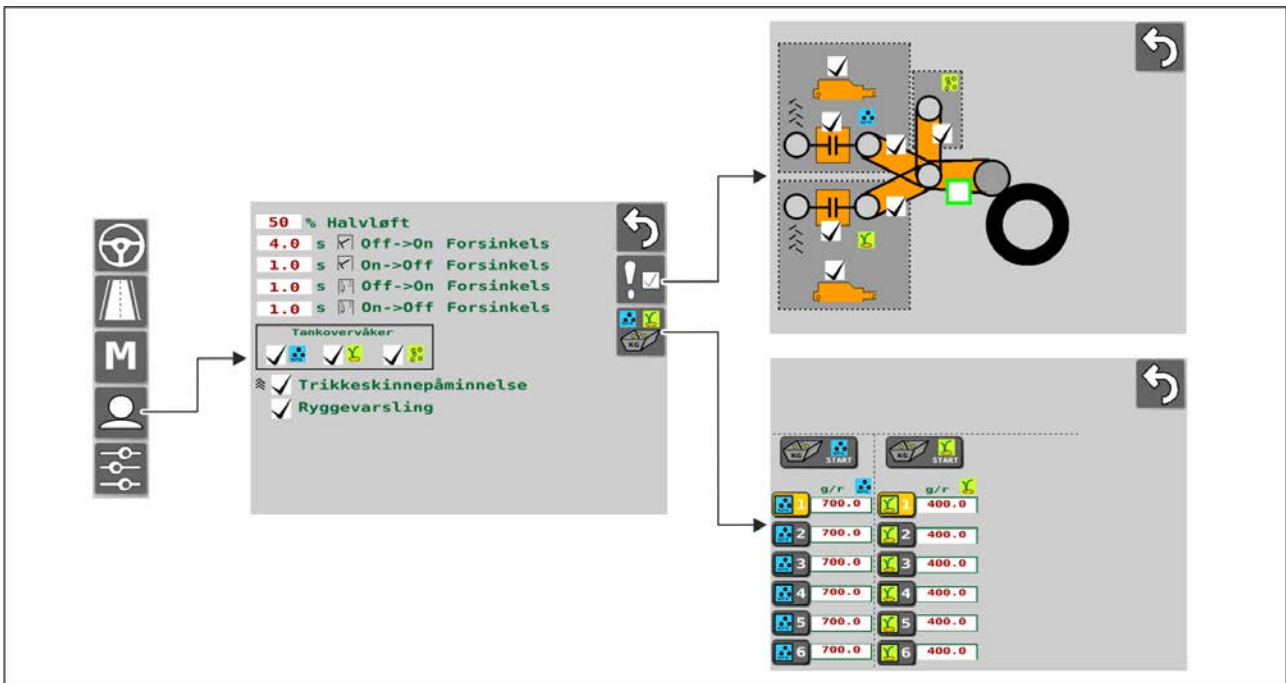 50 % Halvløft
4.0 s Off->On Forsinkels
1.0 s On->Off Forsinkels
1.0 s Off->On Forsinkels
1.0 s On->Off Forsinkels
Tankovervåker
Trikkeskinnepåminnelse
Ryggevarsling
M
KG
KG START KG START
g/r g/r
1 700.0 1 400.0
2 700.0 2 400.0
3 700.0 3 400.0
4 700.0 4 400.0
5 700.0 5 400.0
6 700.0 6 400.0